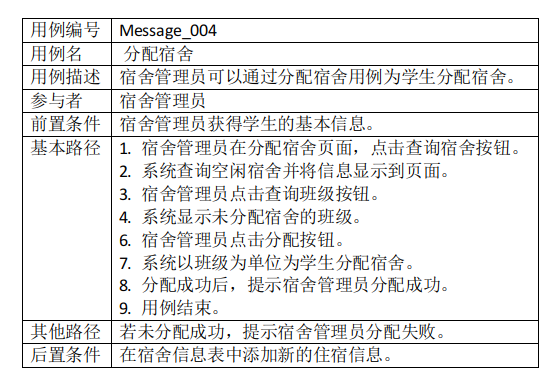 用例编号 Message_004
用例名 分配宿舍
用例描述 宿舍管理员可以通过分配宿舍用例为学生分配宿舍。
参与者 宿舍管理员
前置条件 宿舍管理员获得学生的基本信息。
基本路径 1. 宿舍管理员在分配宿舍页面，点击查询宿舍按钮。
2. 系统查询空闲宿舍并将信息显示到页面。
3. 宿舍管理员点击查询班级按钮。
4. 系统显示未分配宿舍的班级。
6. 宿舍管理员点击分配按钮。
7. 系统以班级为单位为学生分配宿舍。
8. 分配成功后，提示宿舍管理员分配成功。
9. 用例结束。
其他路径 若未分配成功，提示宿舍管理员分配失败。
后置条件 在宿舍信息表中添加新的住宿信息。